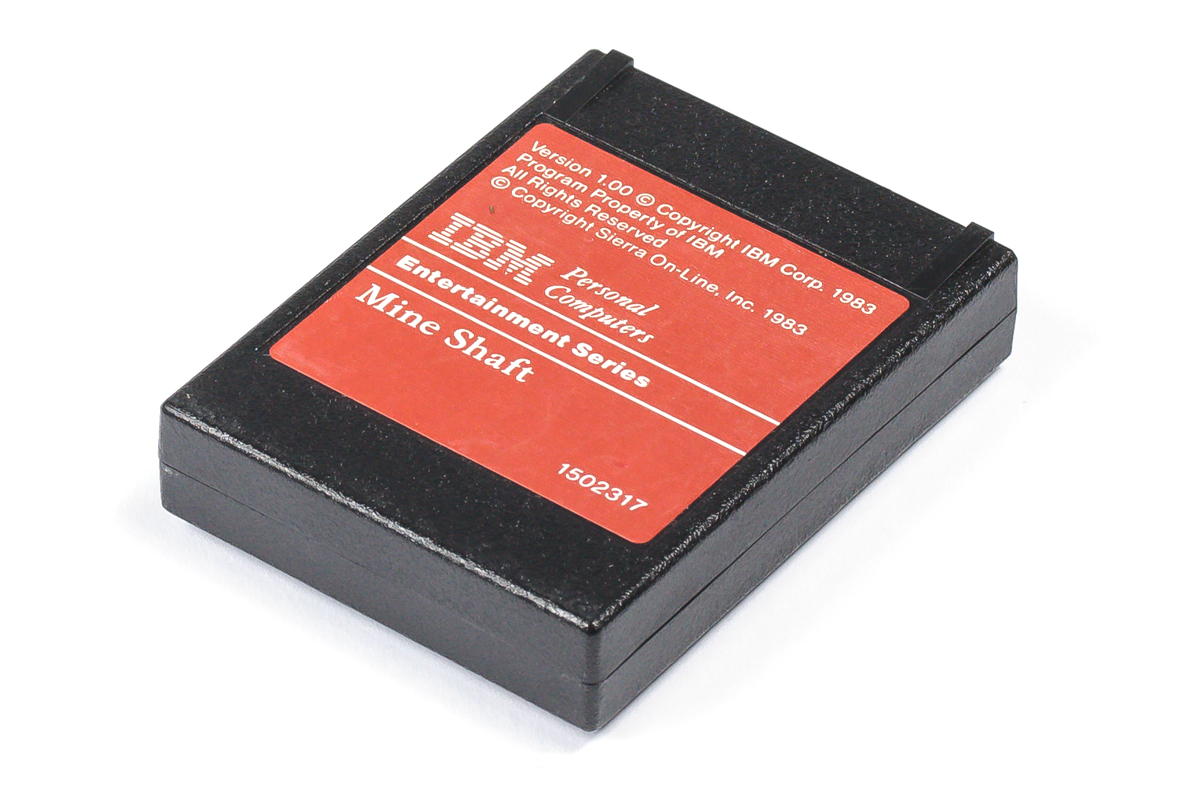 Version 1.00 © Copyright IBM Corp. 1983
Program Property of IBM
All Rights Reserved
© Copyright Sierra On-Line, Inc. 1983
IBM Personal Computers
Entertainment Series
Mine Shaft
1502317